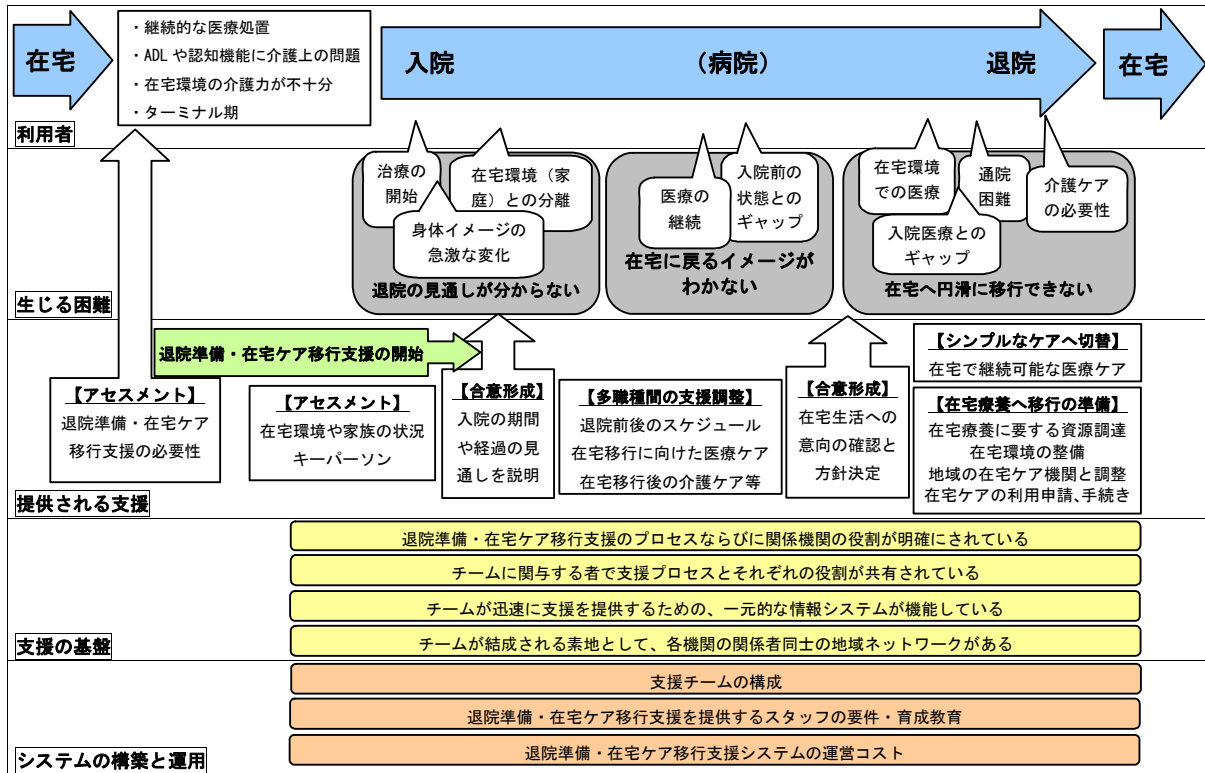 在宅
・継続的な医療処置
・ADL や認知機能に介護上の問題
・在宅環境の介護力が不十分
・ターミナル期
入院
（病院）
退院
在宅
利用者
治療の
開始
在宅環境（家
庭）との分離
身体イメージの
急激な変化
退院の見通しが分からない
医療の
継続
入院前の
状態との
ギャップ
在宅に戻るイメージが
わかない
在宅環境
での医療
通院
困難
介護ケア
の必要性
入院医療との
ギャップ
在宅へ円滑に移行できない
生じる困難
退院準備・在宅ケア移行支援の開始
【アセスメント】
退院準備・在宅ケア
移行支援の必要性
【アセスメント】
在宅環境や家族の状況
キーパーソン
【合意形成】
入院の期間
や経過の見
通しを説明
【多職種間の支援調整】
退院前後のスケジュール
在宅移行に向けた医療ケア
在宅移行後の介護ケア等
【合意形成】
在宅生活への
意向の確認と
方針決定
【シンプルなケアへ切替】
在宅で継続可能な医療ケア
【在宅療養へ移行の準備】
在宅療養に要する資源調達
在宅環境の整備
地域の在宅ケア機関と調整
在宅ケアの利用申請、手続き
提供される支援
退院準備・在宅ケア移行支援のプロセスならびに関係機関の役割が明確にされている
チームに関与する者で支援プロセスとそれぞれの役割が共有されている
チームが迅速に支援を提供するための、一元的な情報システムが機能している
チームが結成される素地として、各機関の関係者同士の地域ネットワークがある
支援の基盤
支援チームの構成
退院準備・在宅ケア移行支援を提供するスタッフの要件・育成教育
退院準備・在宅ケア移行支援システムの運営コスト
システムの構築と運用